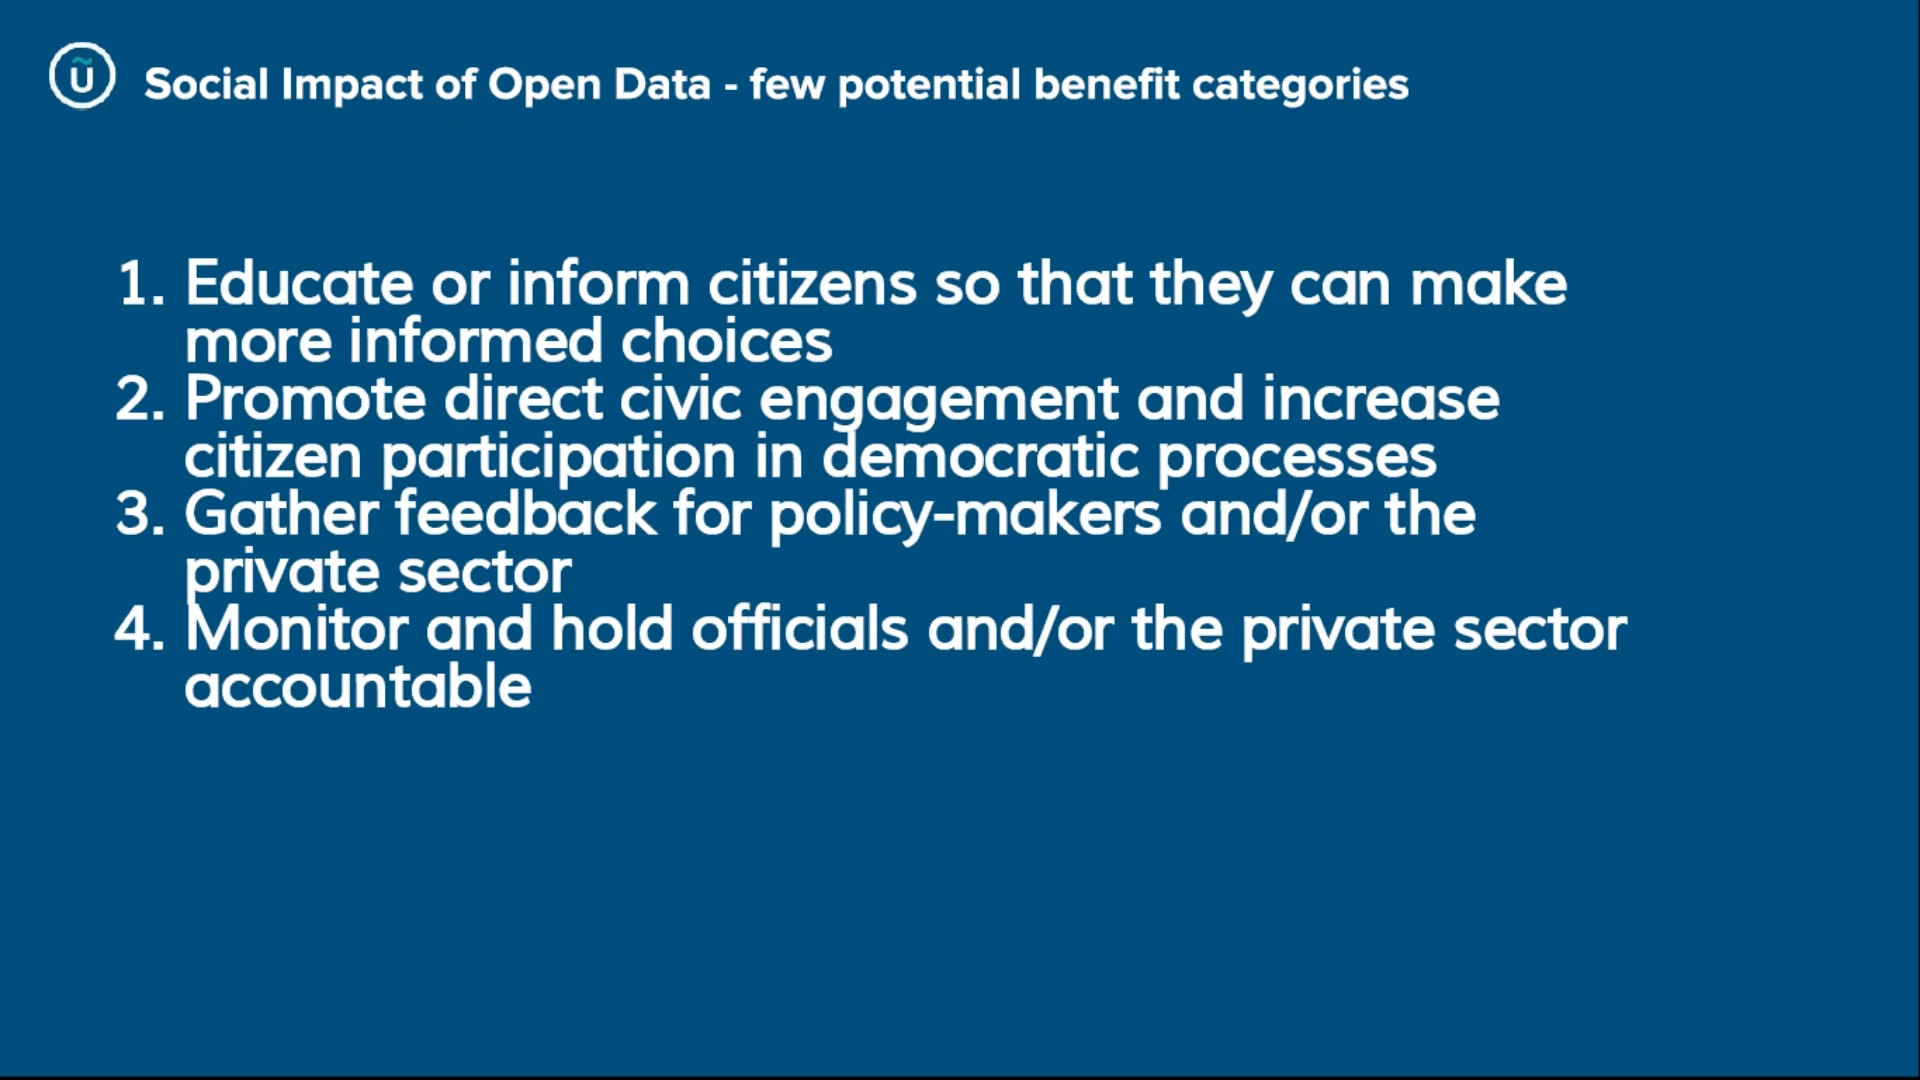 ũ
Social Impact of Open Data - few potential benefit categories
1. Educate or inform citizens so that they can make
more informed choices
2. Promote direct civic engagement and increase
citizen participation in democratic processes
3. Gather feedback for policy-makers and/or the
private sector
4. Monitor and hold officials and/or the private sector
accountable